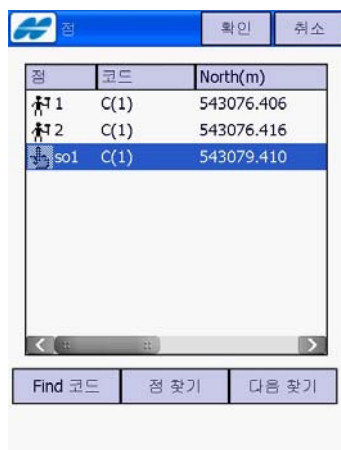 점 확인 취소
점 코드 North(m)
1 C(1) 543076.406
2 C(1) 543076.416
so1 C(1) 543079.410
Find 코드 점 찾기 다음 찾기